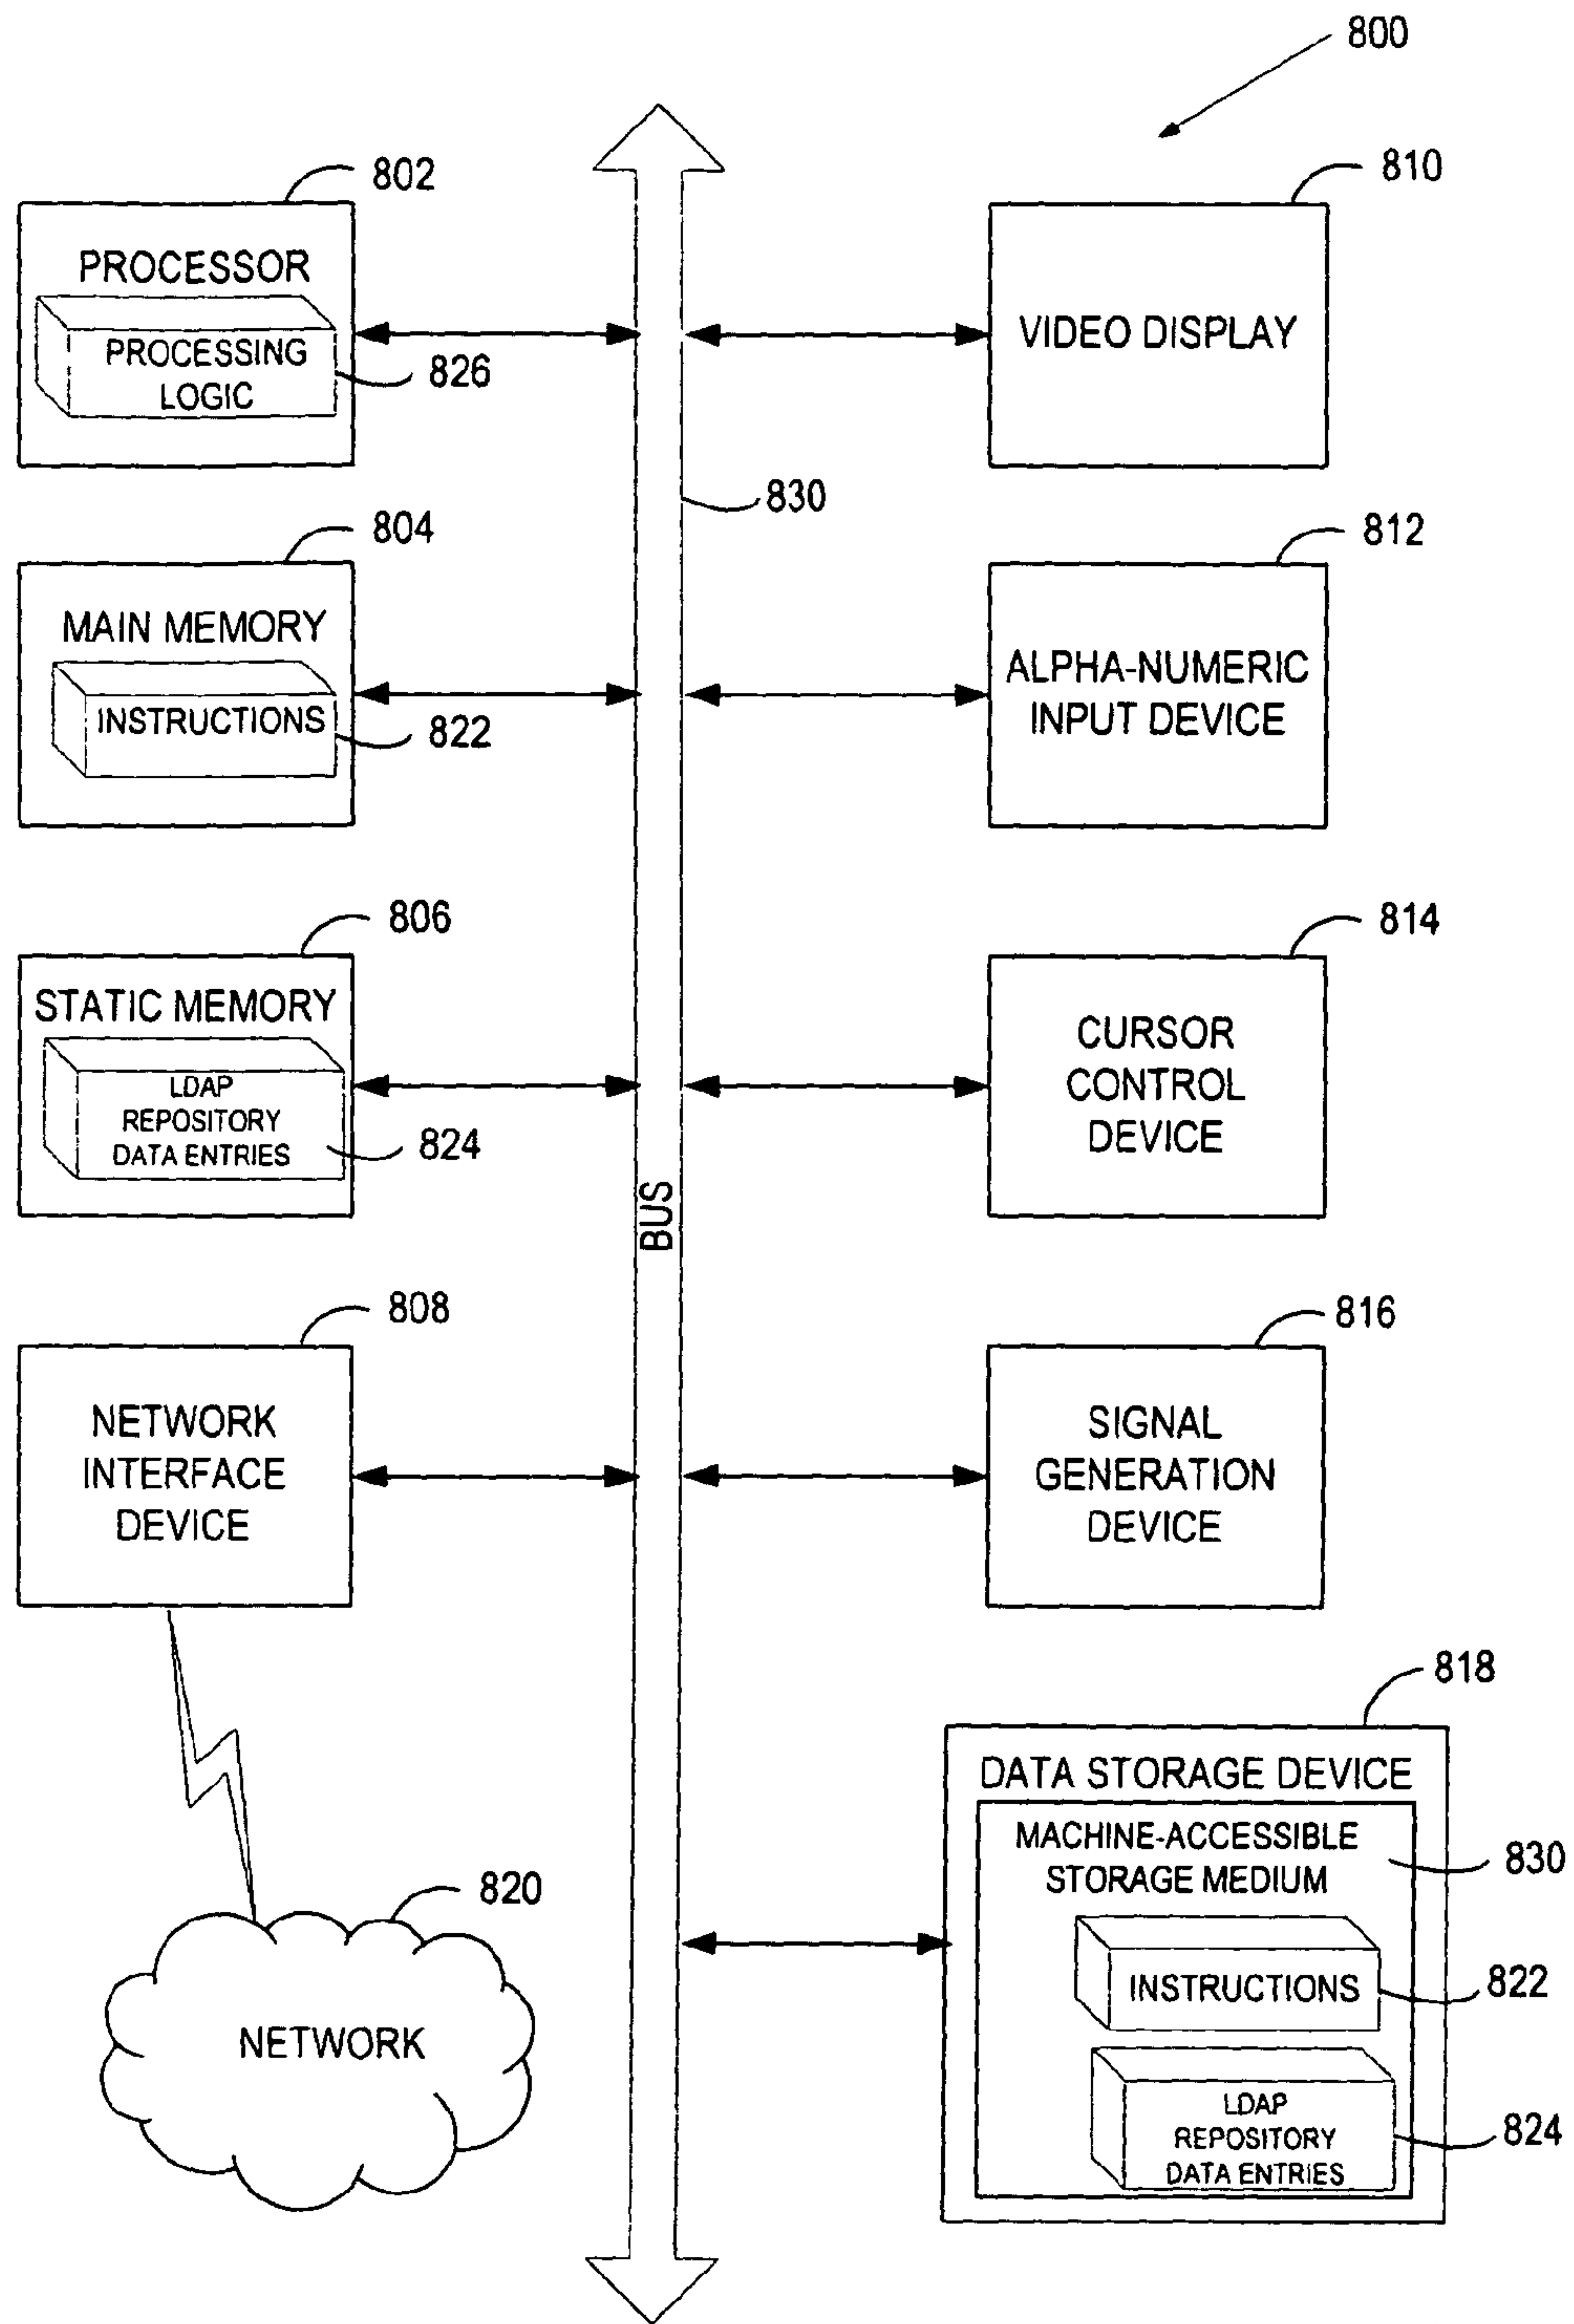 800
802
PROCESSOR
PROCESSING
LOGIC
826
810
VIDEO DISPLAY
830
804
MAIN MEMORY
INSTRUCTIONS
822
812
ALPHA-NUMERIC
INPUT DEVICE
806
STATIC MEMORY
LDAP
REPOSITORY
DATA ENTRIES
824
814
CURSOR
CONTROL
DEVICE
BUS
808
NETWORK
INTERFACE
DEVICE
816
SIGNAL
GENERATION
DEVICE
818
DATA STORAGE DEVICE
MACHINE-ACCESSIBLE
STORAGE MEDIUM
830
INSTRUCTIONS
822
LDAP
REPOSITORY
DATA ENTRIES
824
820
NETWORK